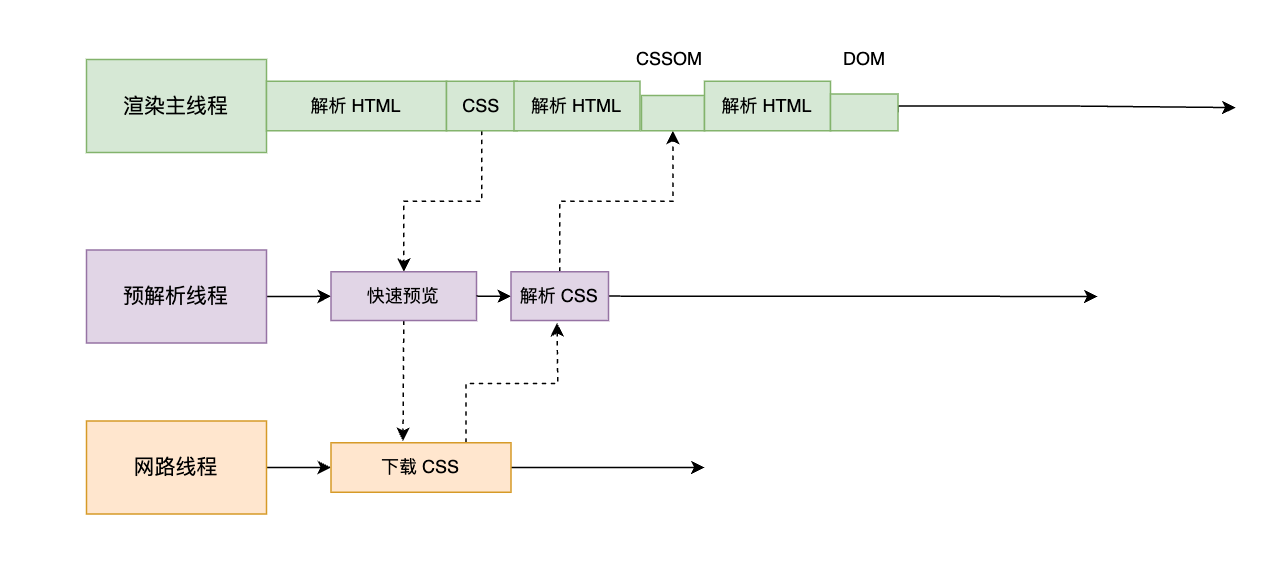 CSSOM
DOM
渲染主线程
解析 HTML
CSS
解析 HTML
解析 HTML
预解析线程
快速预览
解析 CSS
网路线程
下载 CSS